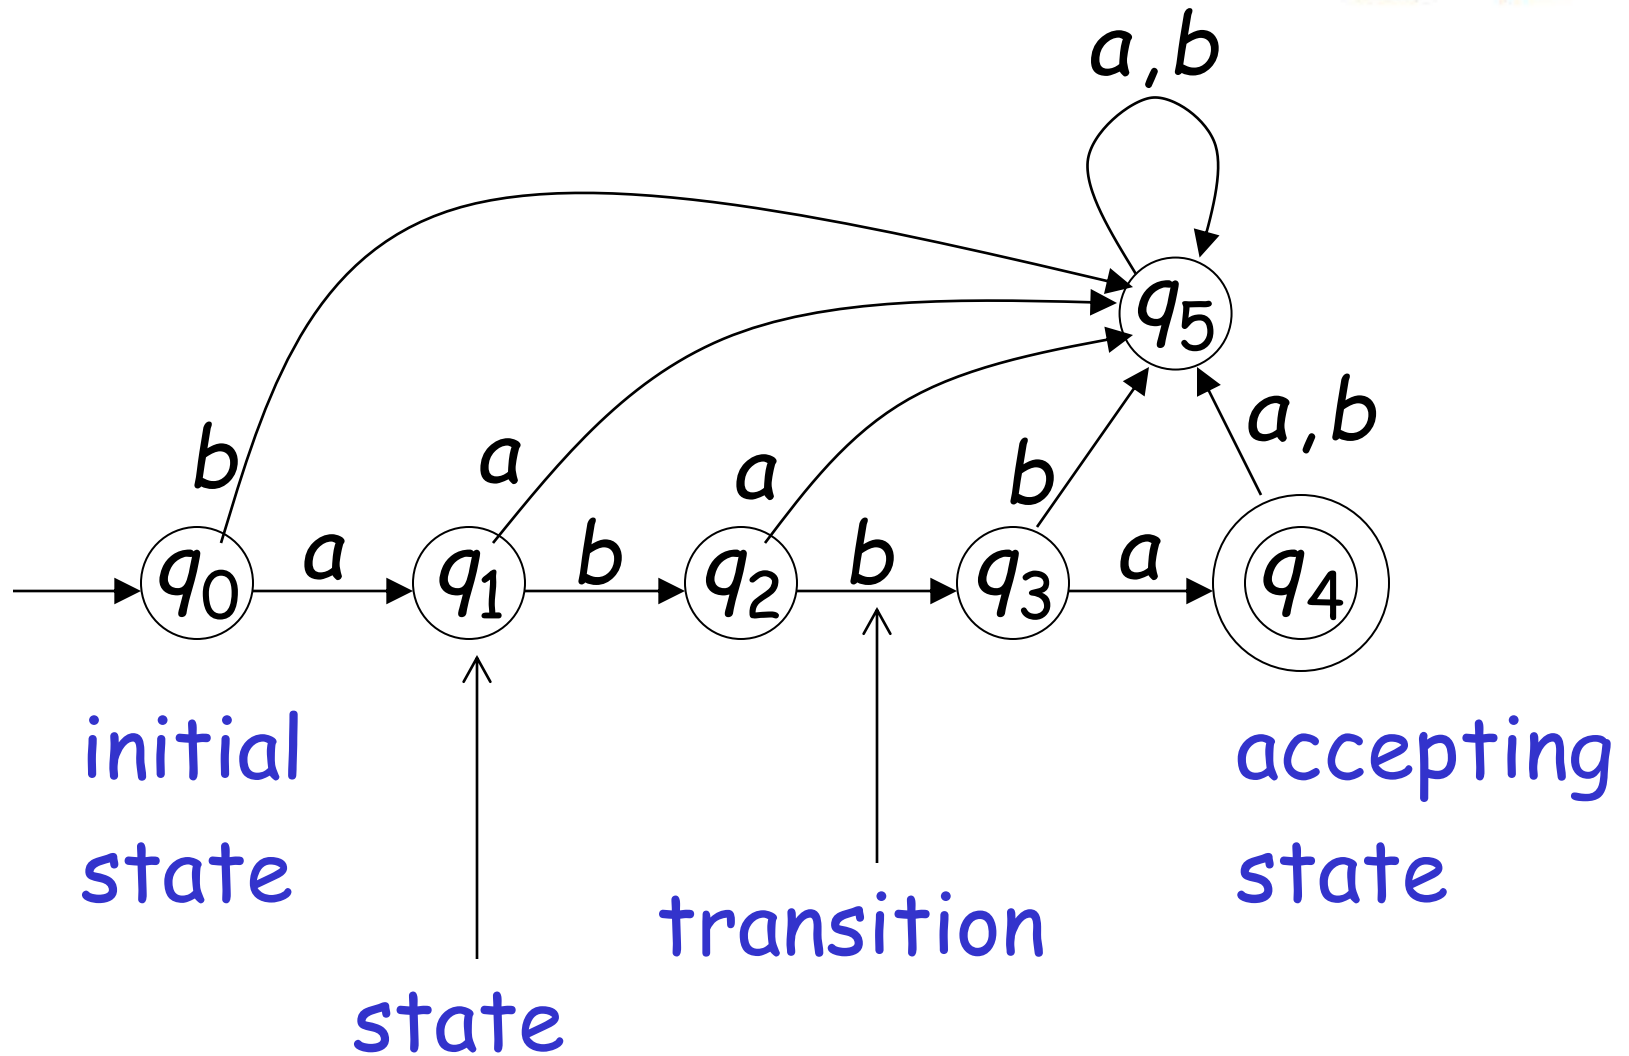 a,b
q5
a,b
b
a
a
b
q0
a
q1
b
q2
b
q3
a
q4
initial
state
accepting
state
transition
state